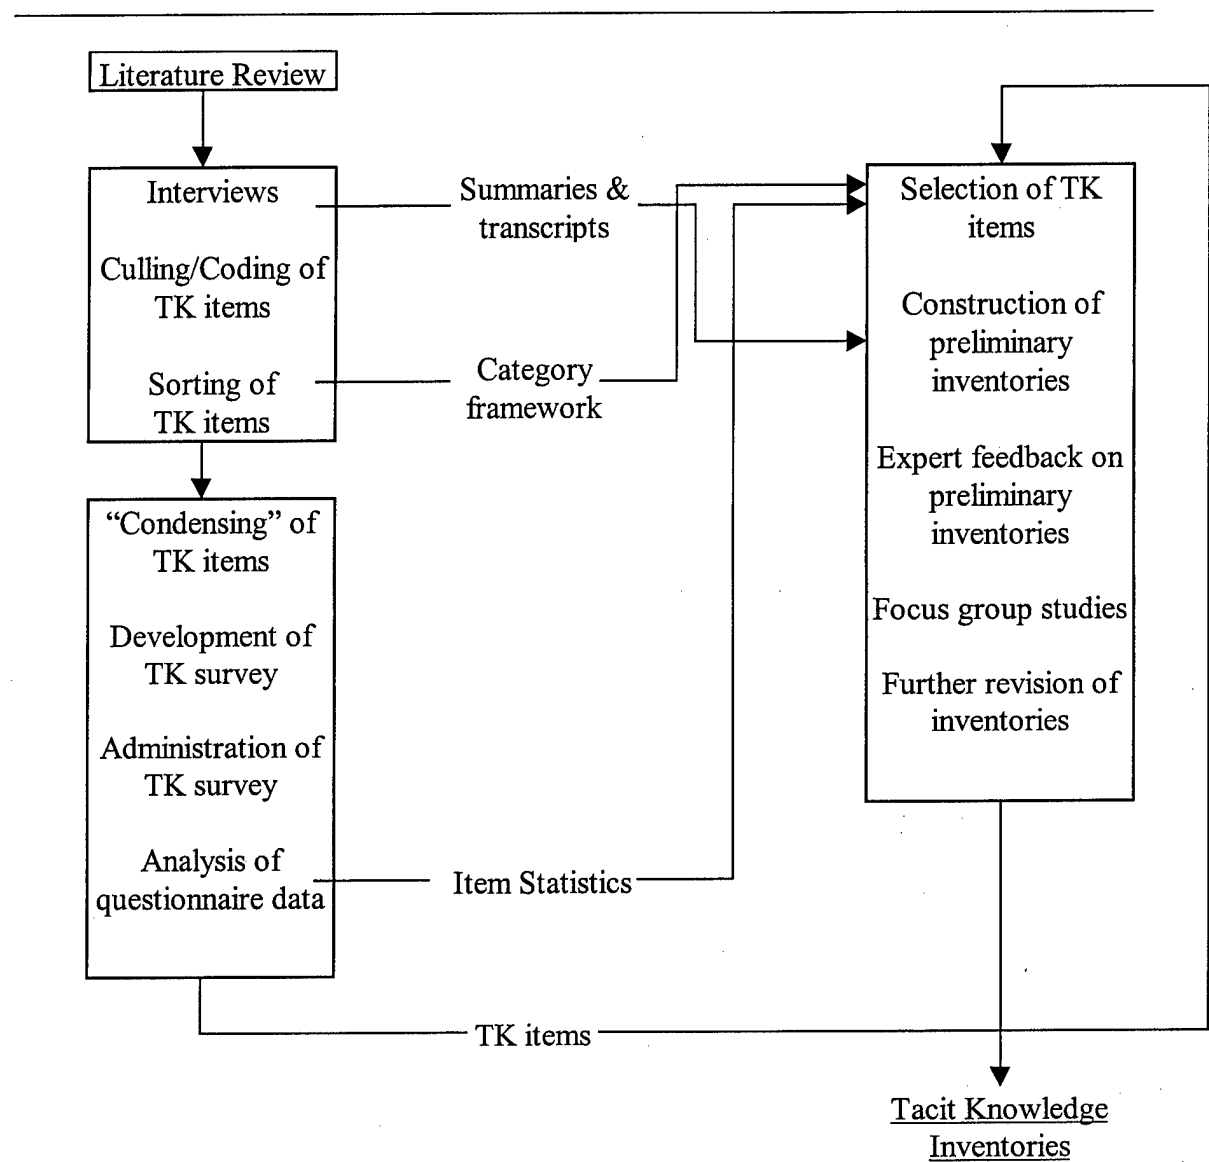 Literature Review
Interviews
Culling/Coding of
TK items
Sorting of
TK items
Summaries &
transcripts
Category
framework
“Condensing” of
TK items
Development of
TK survey
Administration of
TK survey
Analysis of
questionnaire data
Item Statistics
TK items
Selection of TK
items
Construction of
preliminary
inventories
Expert feedback on
preliminary
inventories
Focus group studies
Further revision of
inventories
Tacit Knowledge
Inventories